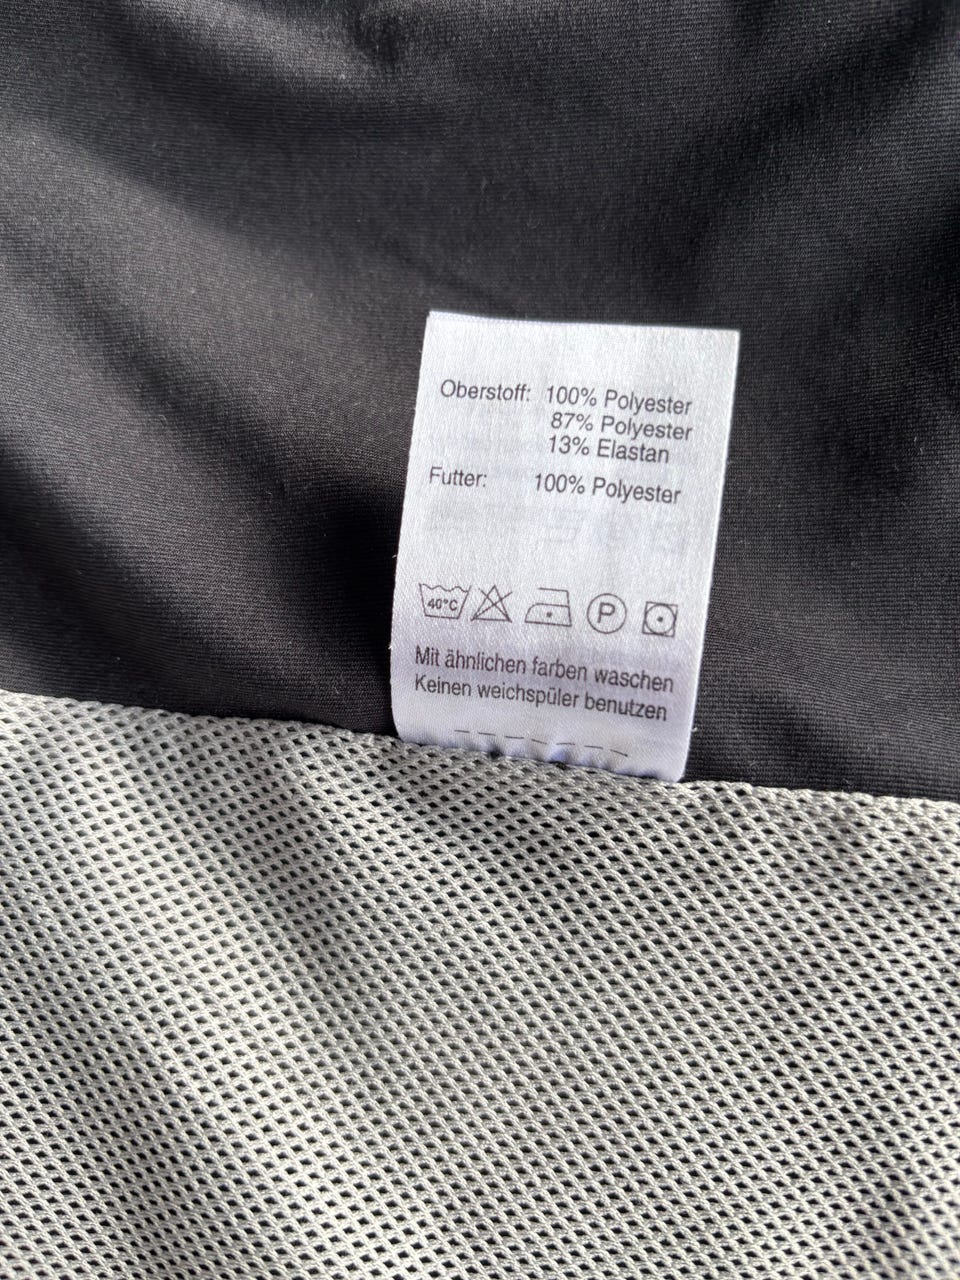 Oberstoff: 100% Polyester
87% Polyester
13% Elastan
Futter: 100% Polyester
40°C P
Mit ähnlichen farben waschen
Keinen weichspüler benutzen